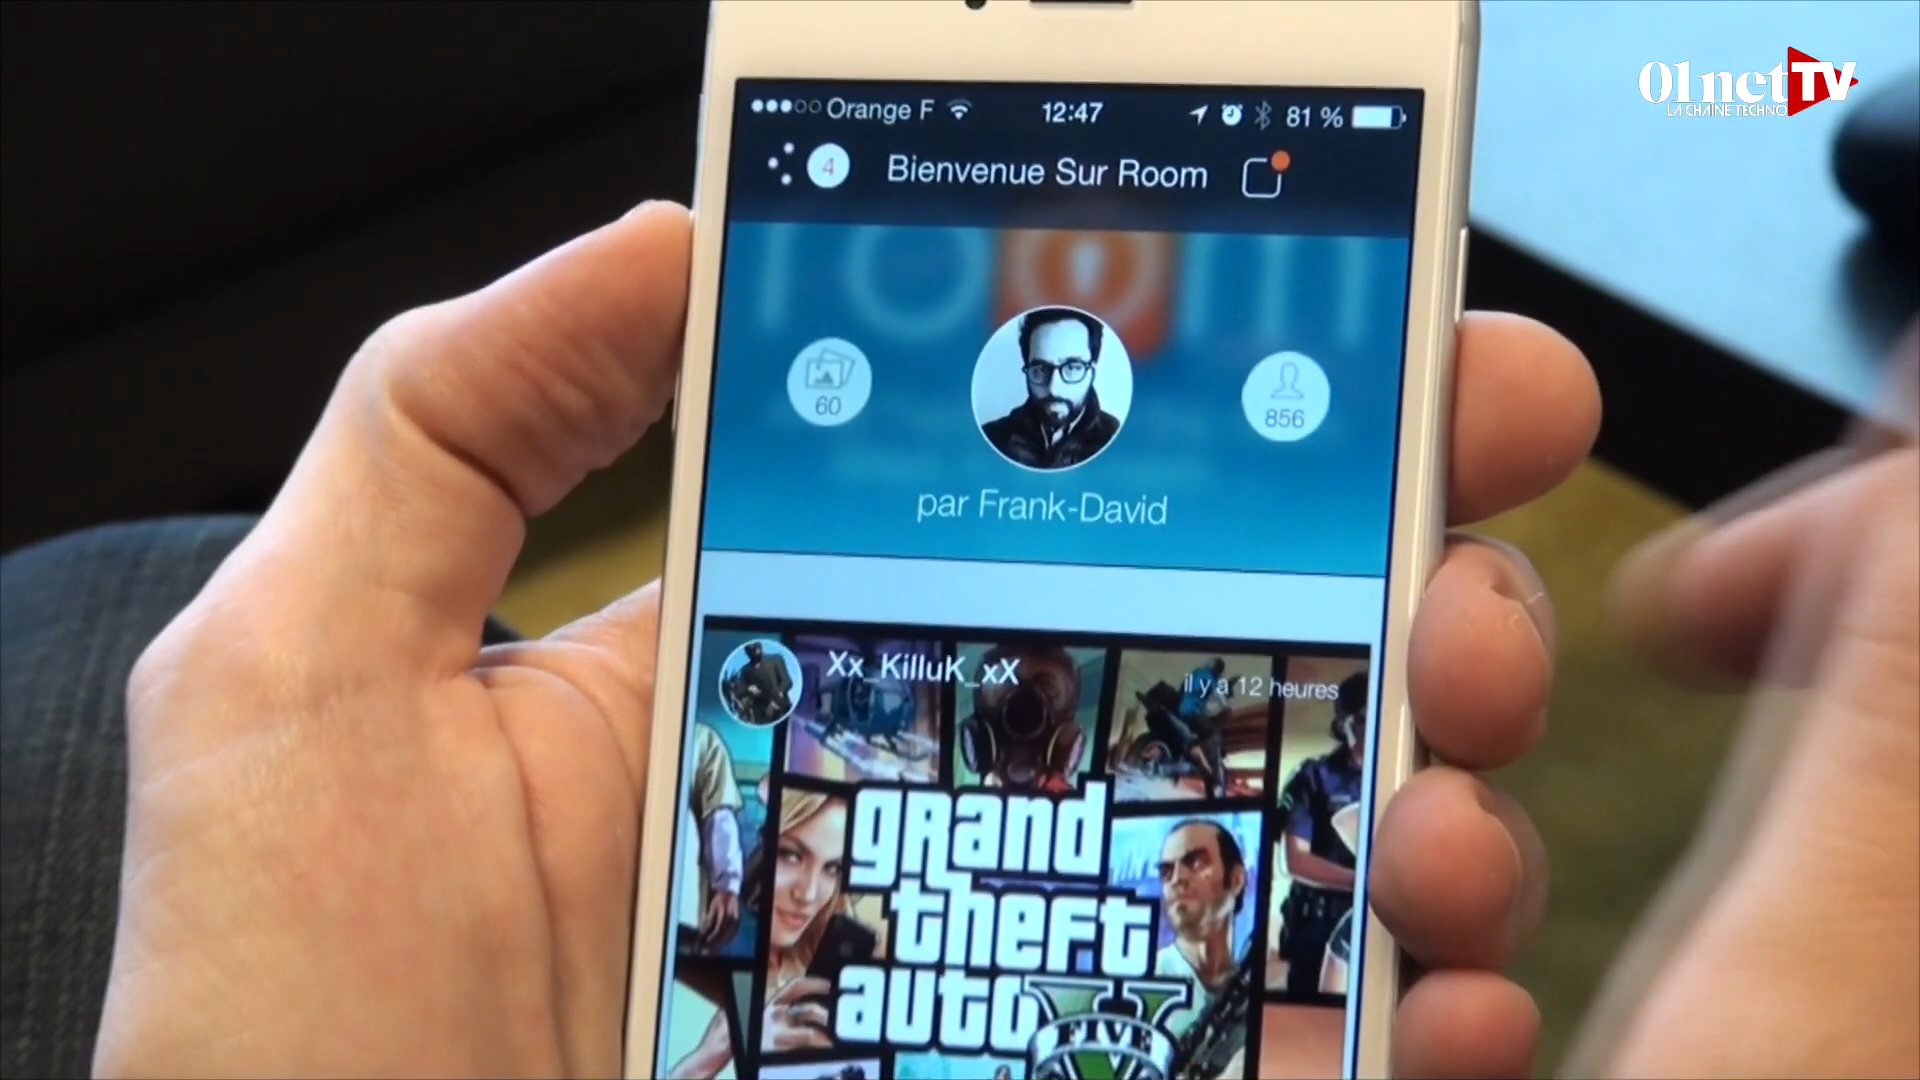 01netTV
LA CHAÎNE TECHNO
Orange F 12:47 81 %
4 Bienvenue Sur Room
room
60
856
par Frank-David
Xx_KilluK_xX
il y a 12 heures
grand
theft
auto
V
FIVE